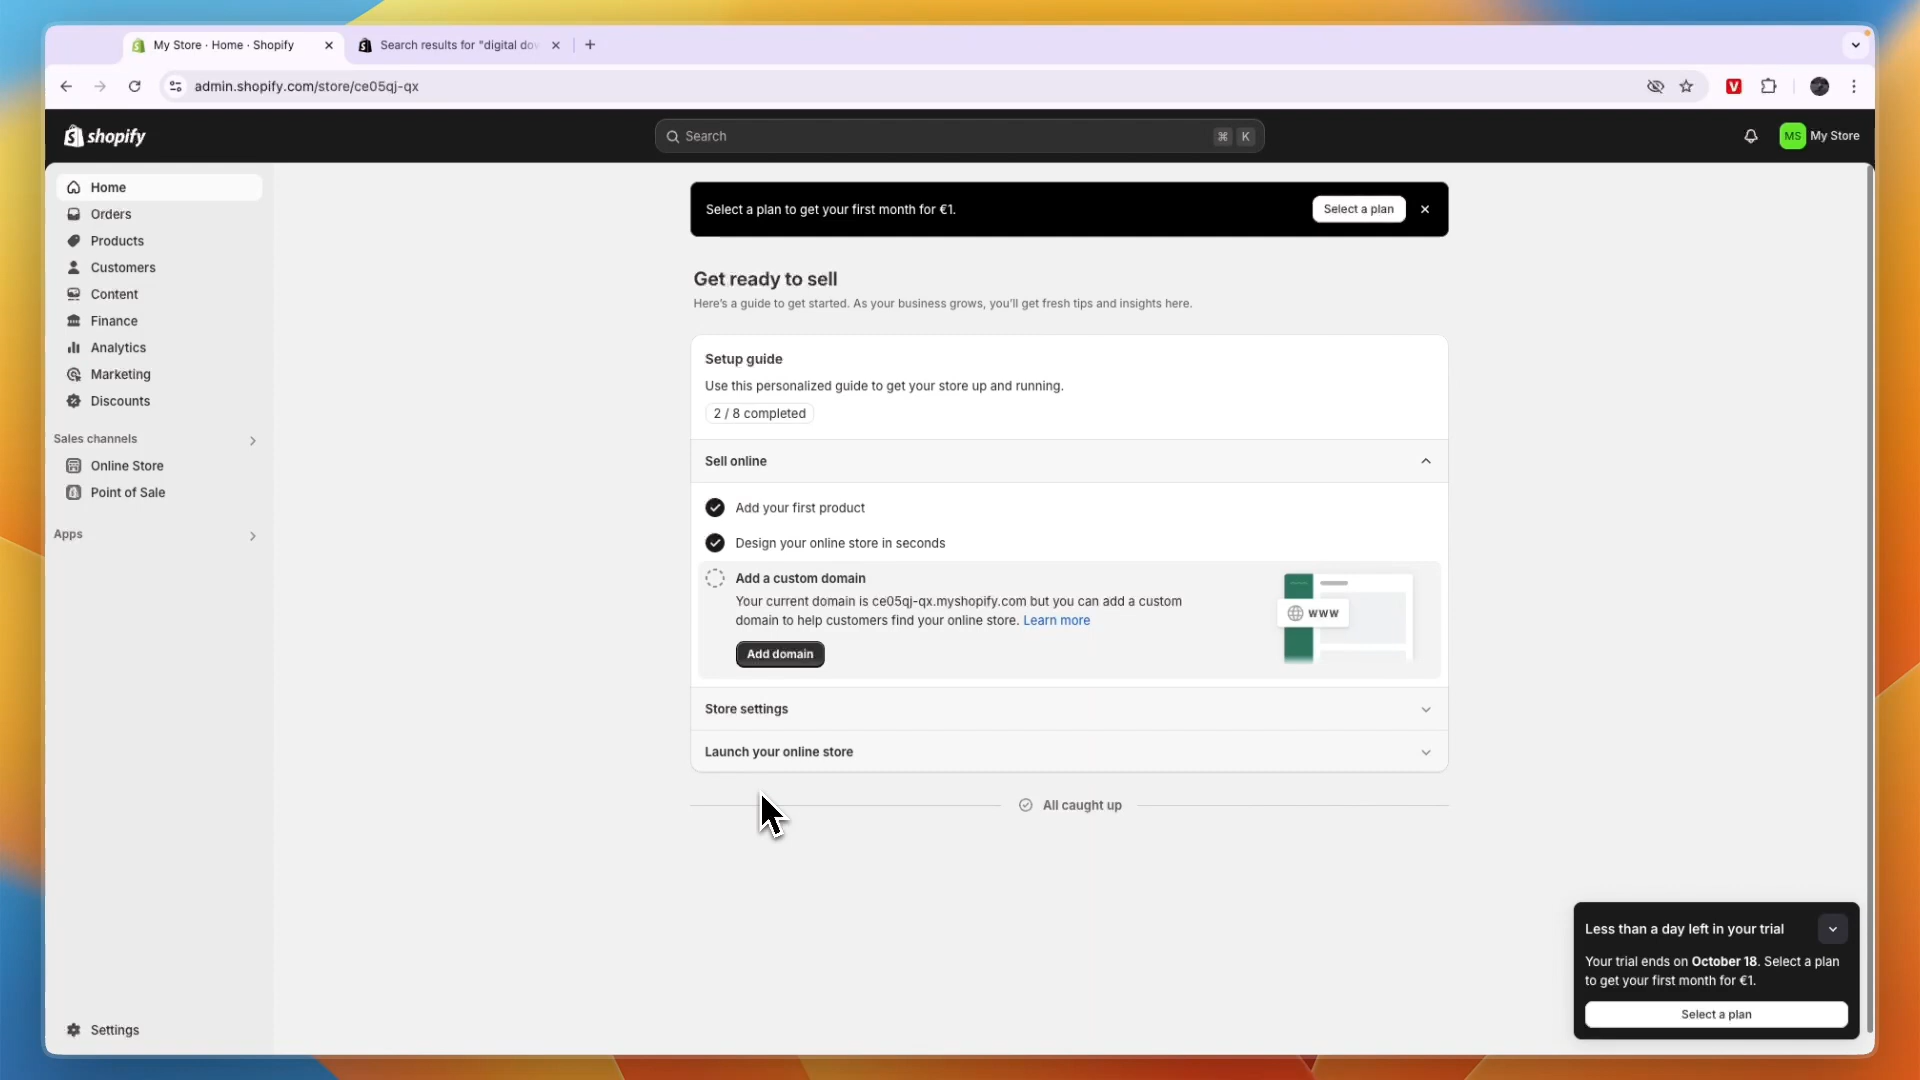 My Store · Home · Shopify
Search results for "digital do
admin.shopify.com/store/ce05qj-qx
V
shopify
Search
⌘ K
MS My Store
Home
Orders
Products
Customers
Content
Finance
Analytics
Marketing
Discounts
Sales channels
Online Store
Point of Sale
Apps
Settings
Select a plan to get your first month for €1.
Select a plan
Get ready to sell
Here's a guide to get started. As your business grows, you'll get fresh tips and insights here.
Setup guide
Use this personalized guide to get your store up and running.
2 / 8 completed
Sell online
Add your first product
Design your online store in seconds
Add a custom domain
Your current domain is ce05qj-qx.myshopify.com but you can add a custom
domain to help customers find your online store. Learn more
Add domain
www
Store settings
Launch your online store
All caught up
Less than a day left in your trial
Your trial ends on October 18. Select a plan
to get your first month for €1.
Select a plan